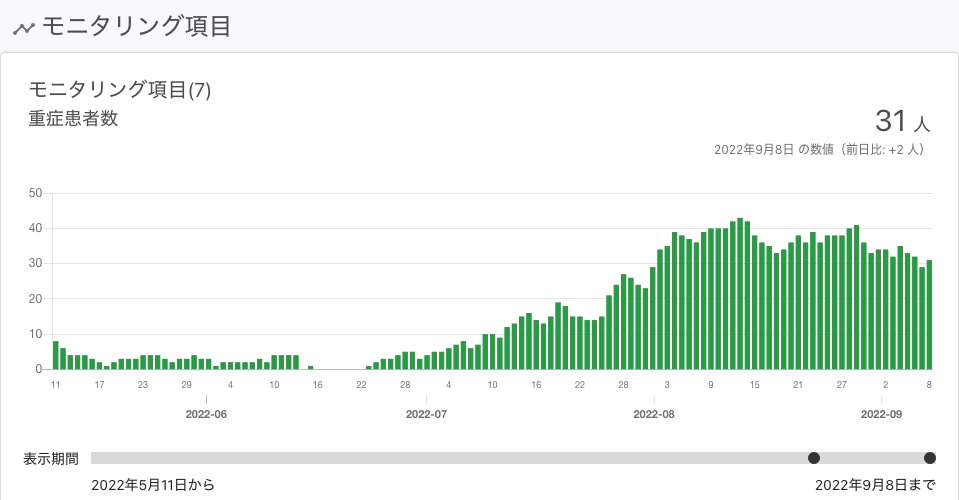 モニタリング項目
モニタリング項目(7)
重症患者数
31 人
2022年9月8日 の数値（前日比: +2 人）
50
40
30
20
10
0
11 17 23 29 4 10 16 22 28 4 10 16 22 28 3 9 15 21 27 2 8
2022-06 2022-07 2022-08 2022-09
表示期間
2022年5月11日から 2022年9月8日まで